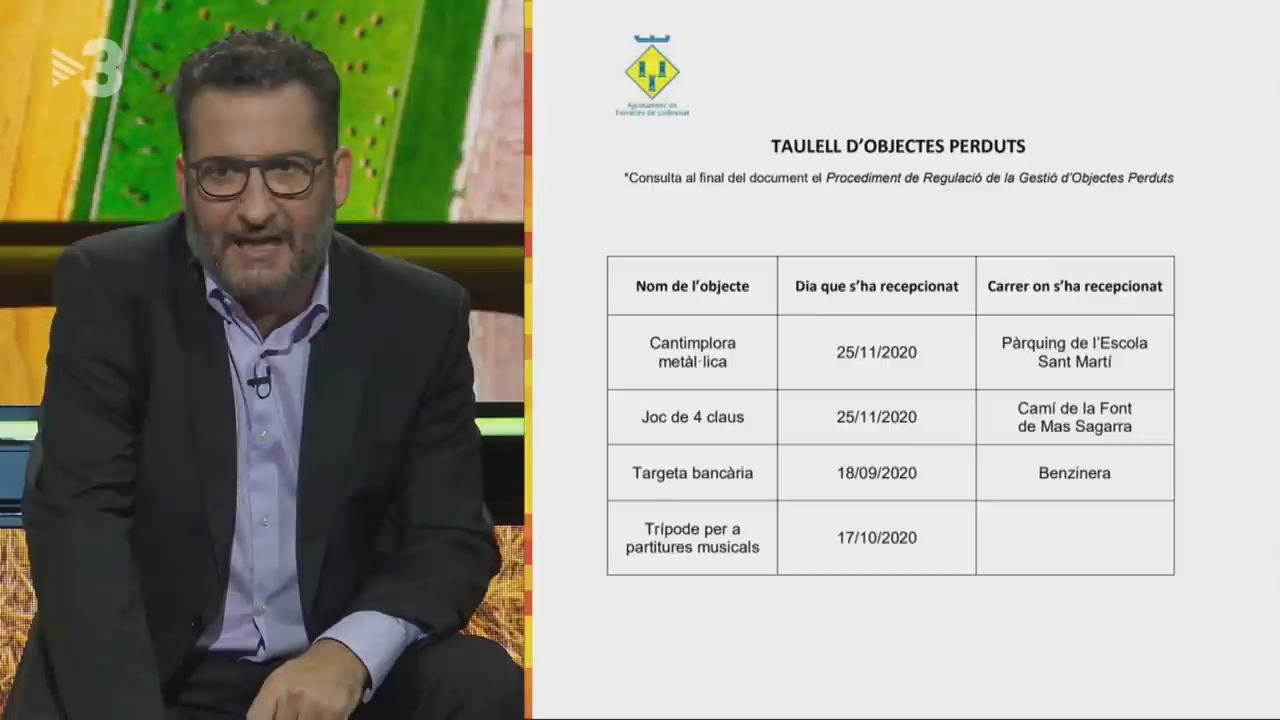 3
Ajuntament de
Torrelles de Llobregat
TAULELL D'OBJECTES PERDUTS
*Consulta al final del document el Procediment de Regulació de la Gestió d'Objectes Perduts
Nom de l'objecte
Dia que s'ha recepcionat
Carrer on s'ha recepcionat
Cantimplora
metàl·lica
25/11/2020
Pàrquing de l'Escola
Sant Martí
Joc de 4 claus
25/11/2020
Camí de la Font
de Mas Sagarra
Targeta bancària
18/09/2020
Benzinera
Trípode per a
partitures musicals
17/10/2020